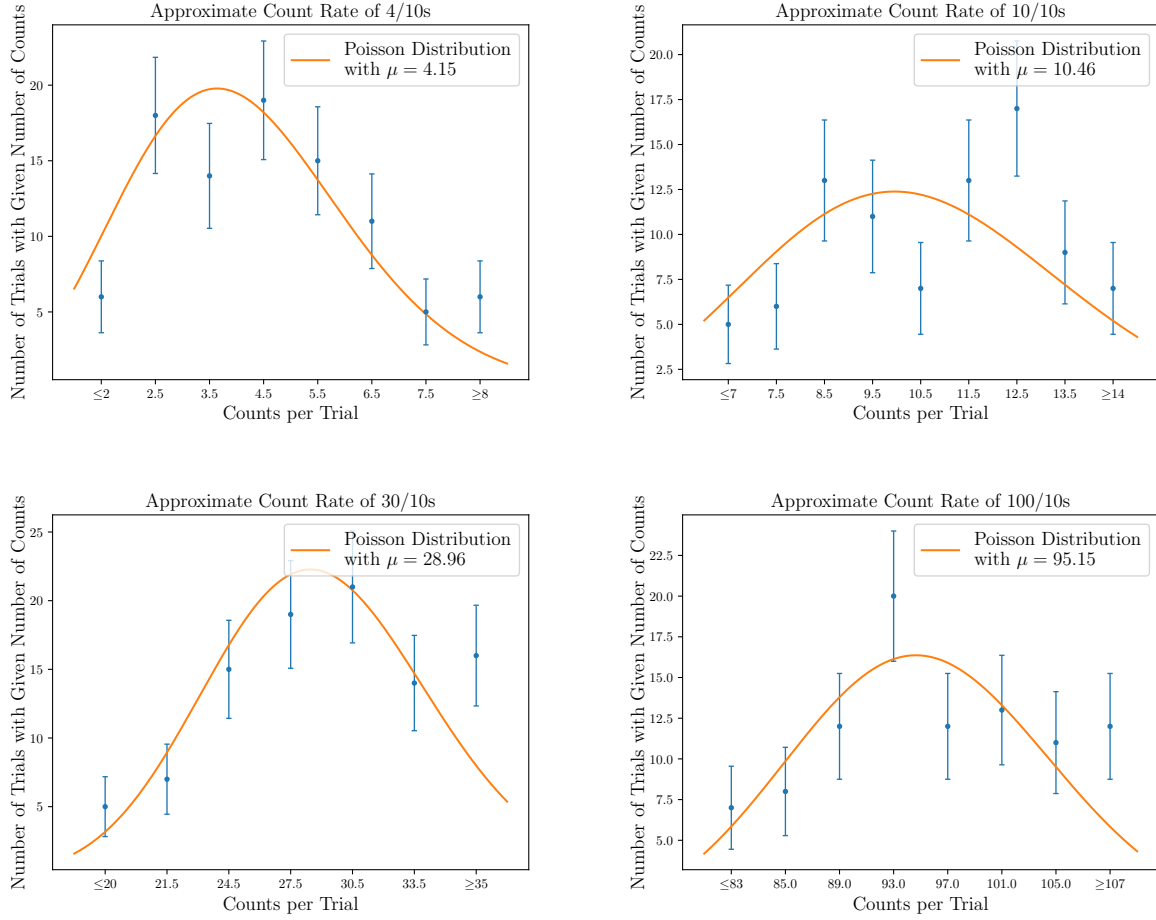 Approximate Count Rate of 4/10s
Number of Trials with Given Number of Counts
20
15
10
5
Poisson Distribution
with μ = 4.15
≤2 2.5 3.5 4.5 5.5 6.5 7.5 ≥8
Counts per Trial
Approximate Count Rate of 10/10s
Number of Trials with Given Number of Counts
20.0
17.5
15.0
12.5
10.0
7.5
5.0
2.5
Poisson Distribution
with μ = 10.46
≤7 7.5 8.5 9.5 10.5 11.5 12.5 13.5 ≥14
Counts per Trial
Approximate Count Rate of 30/10s
Number of Trials with Given Number of Counts
25
20
15
10
5
Poisson Distribution
with μ = 28.96
≤20 21.5 24.5 27.5 30.5 33.5 ≥35
Counts per Trial
Approximate Count Rate of 100/10s
Number of Trials with Given Number of Counts
22.5
20.0
17.5
15.0
12.5
10.0
7.5
5.0
Poisson Distribution
with μ = 95.15
≤83 85.0 89.0 93.0 97.0 101.0 105.0 ≥107
Counts per Trial